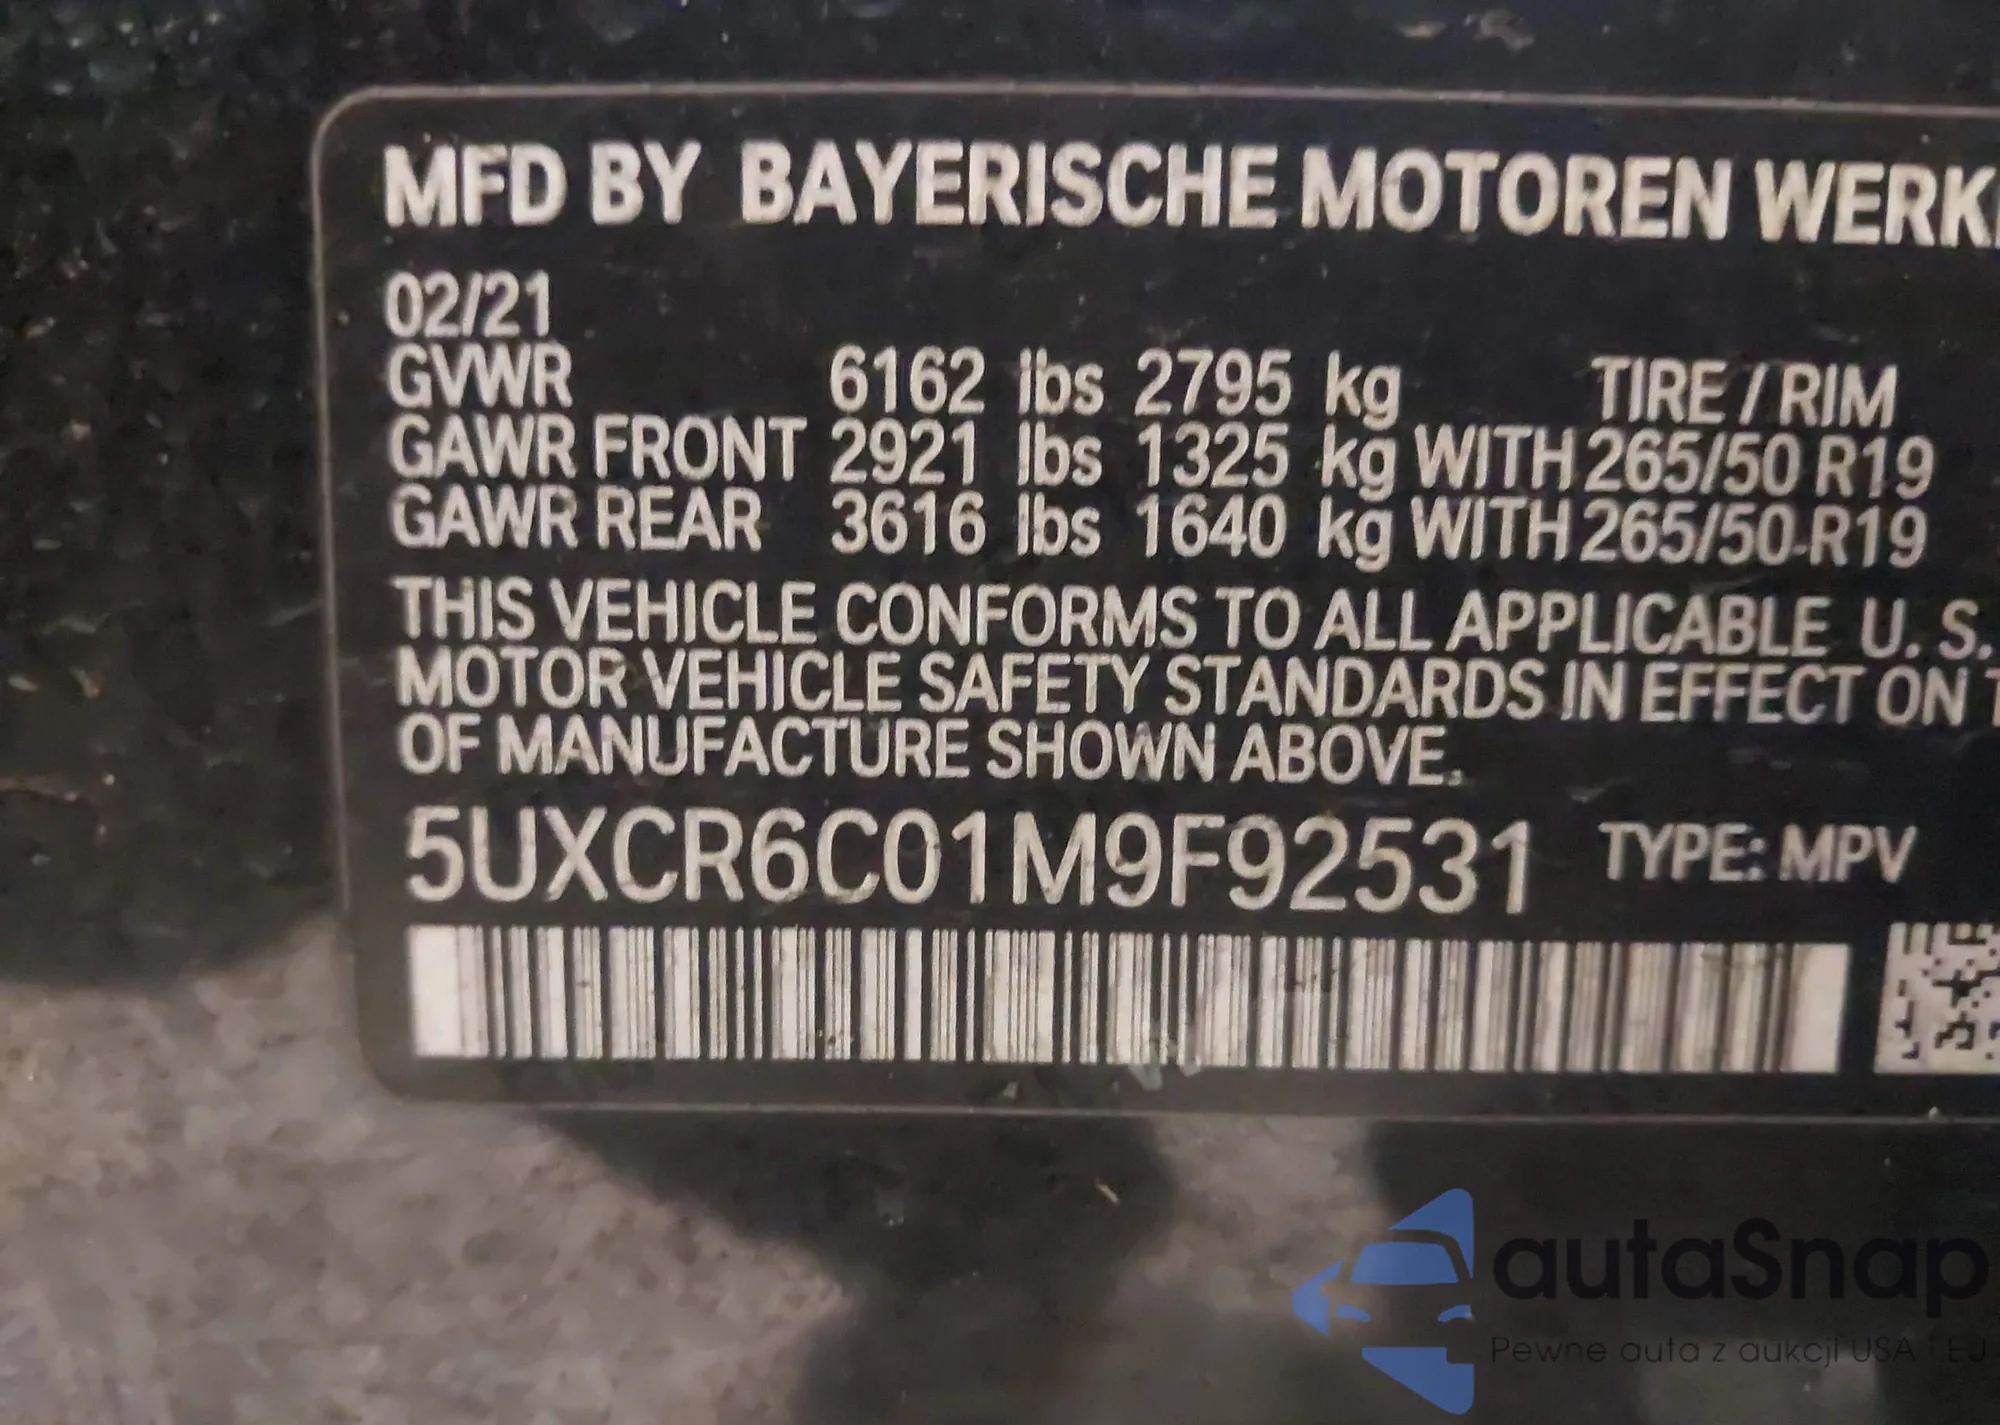 MFD BY BAYERISCHE MOTOREN WERK
02/21
GVWR 6162 lbs 2795 kg TIRE / RIM
GAWR FRONT 2921 lbs 1325 kg WITH 265/50 R19
GAWR REAR 3616 lbs 1640 kg WITH 265/50 R19
THIS VEHICLE CONFORMS TO ALL APPLICABLE U. S.
MOTOR VEHICLE SAFETY STANDARDS IN EFFECT ON
OF MANUFACTURE SHOWN ABOVE.
5UXCR6C01M9F92531 TYPE: MPV
autaSnap
Pewne auta z aukcji USA i EU